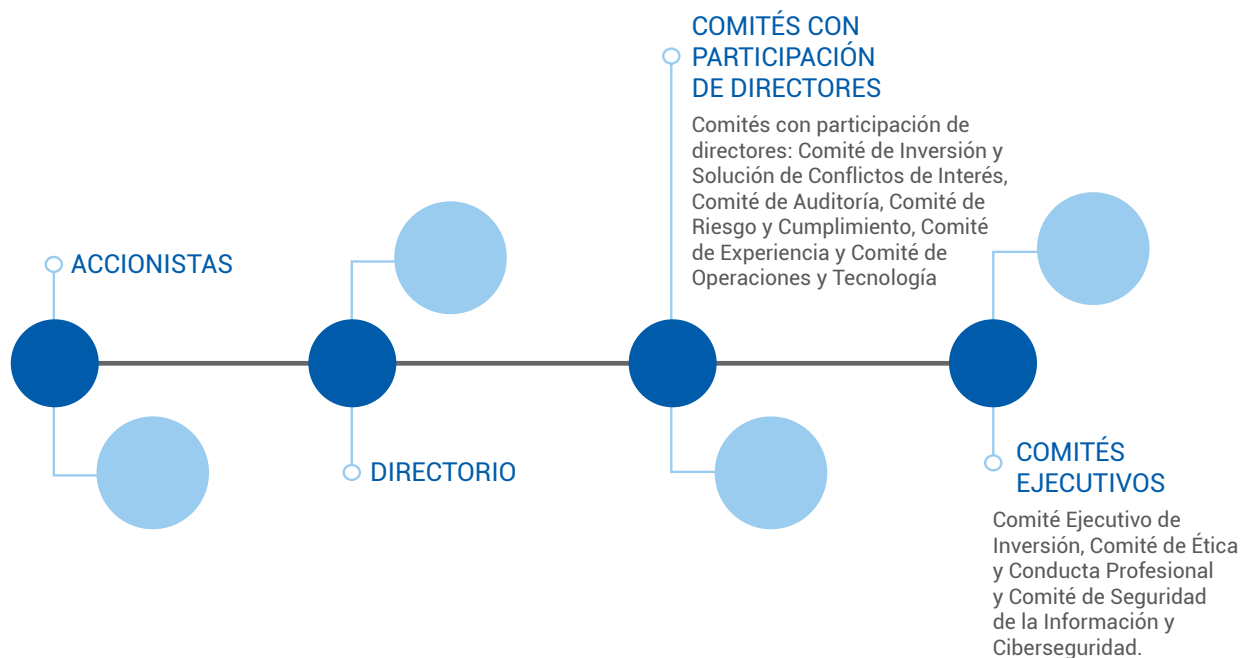 ACCIONISTAS
DIRECTORIO
COMITÉS CON
PARTICIPACIÓN
DE DIRECTORES
Comités con participación de
directores: Comité de Inversión y
Solución de Conflictos de Interés,
Comité de Auditoría, Comité de
Riesgo y Cumplimiento, Comité
de Experiencia y Comité de
Operaciones y Tecnología
COMITÉS
EJECUTIVOS
Comité Ejecutivo de
Inversión, Comité de Ética
y Conducta Profesional
y Comité de Seguridad
de la Información y
Ciberseguridad.